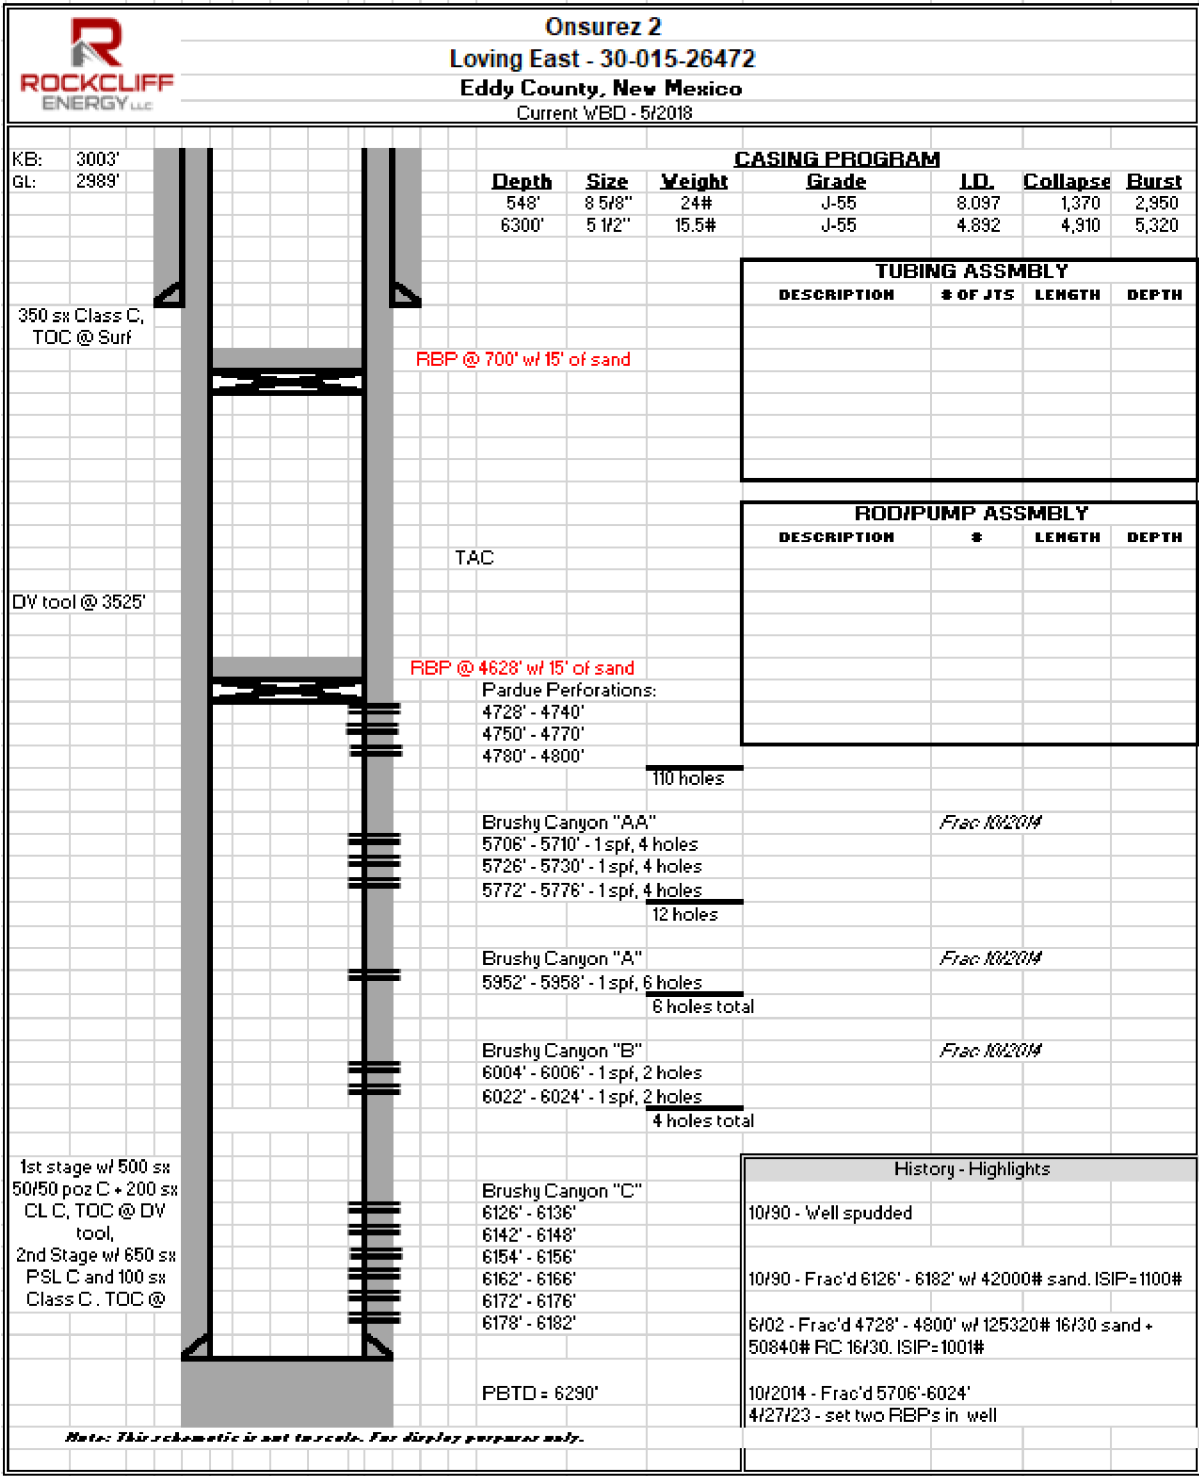 ROCKCLIFF
ENERGY LLC
Onsurez 2
Loving East - 30-015-26472
Eddy County, New Mexico
Current WBD - 5/2018
KB: 3003'
GL: 2989'
CASING PROGRAM
Depth Size Weight Grade I.D. Collapse Burst
548' 8 5/8" 24# J-55 8.097 1,370 2,950
6300' 5 1/2" 15.5# J-55 4.892 4,910 5,320
TUBING ASSMBLY
DESCRIPTION # OF JTS LENGTH DEPTH
350 sx Class C,
TOC @ Surf
RBP @ 700' w/ 15' of sand
ROD/PUMP ASSMBLY
DESCRIPTION # LENGTH DEPTH
TAC
DV tool @ 3525'
RBP @ 4628' w/ 15' of sand
Pardue Perforations:
4728' - 4740'
4750' - 4770'
4780' - 4800'
110 holes
Brushy Canyon "AA" Frac 10/2014
5706' - 5710' - 1 spf, 4 holes
5726' - 5730' - 1 spf, 4 holes
5772' - 5776' - 1 spf, 4 holes
12 holes
Brushy Canyon "A" Frac 10/2014
5952' - 5958' - 1 spf, 6 holes
6 holes total
Brushy Canyon "B" Frac 10/2014
6004' - 6006' - 1 spf, 2 holes
6022' - 6024' - 1 spf, 2 holes
4 holes total
1st stage w/ 500 sx
50/50 poz C + 200 sx
CL C, TOC @ DV
tool,
2nd Stage w/ 650 sx
PSL C and 100 sx
Class C . TOC @
Brushy Canyon "C"
6126' - 6136'
6142' - 6148'
6154' - 6156'
6162' - 6166'
6172' - 6176'
6178' - 6182'
PBTD = 6290'
History - Highlights
10/90 - Well spudded
10/90 - Frac'd 6126' - 6182' w/ 42000# sand. ISIP=1100#
6/02 - Frac'd 4728' - 4800' w/ 125320# 16/30 sand +
50840# RC 16/30. ISIP=1001#
10/2014 - Frac'd 5706'-6024'
4/27/23 - set two RBPs in well
Note: This schematic is not to scale. For display purposes only.